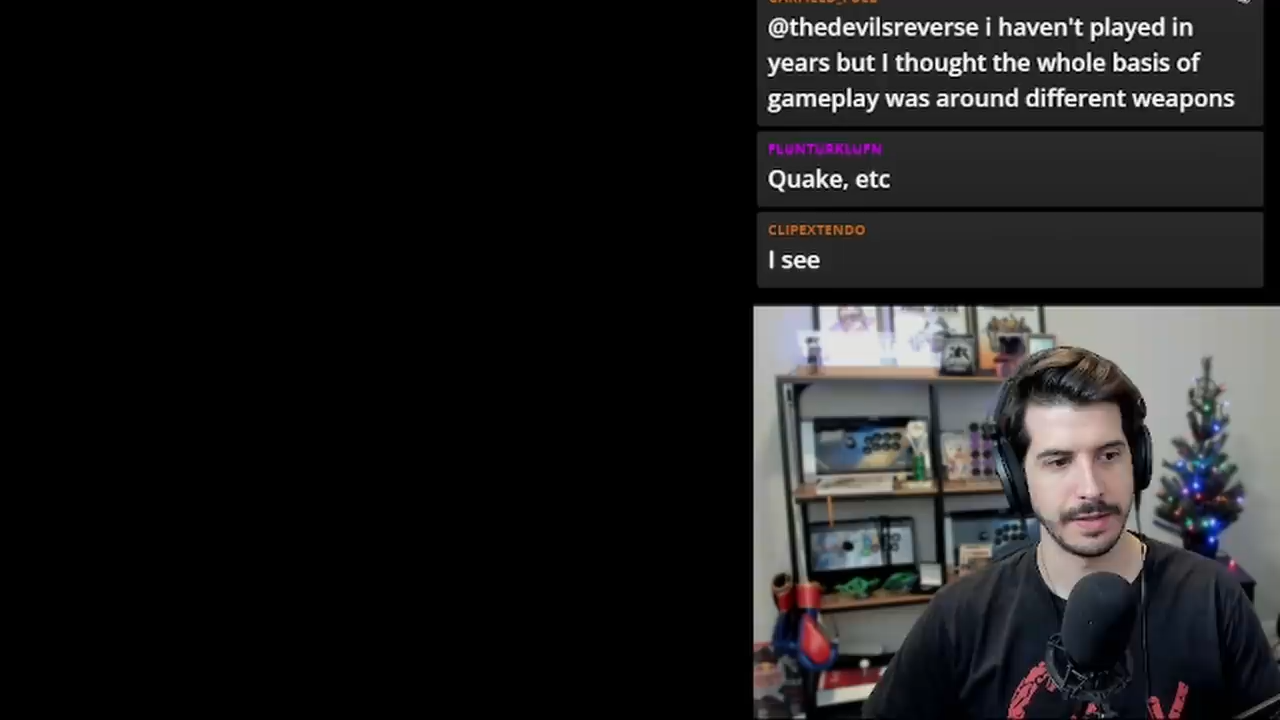 @thedevilsreverse i haven't played in
years but I thought the whole basis of
gameplay was around different weapons
FLUNTURKLUFN
Quake, etc
CLIPEXTENDO
I see